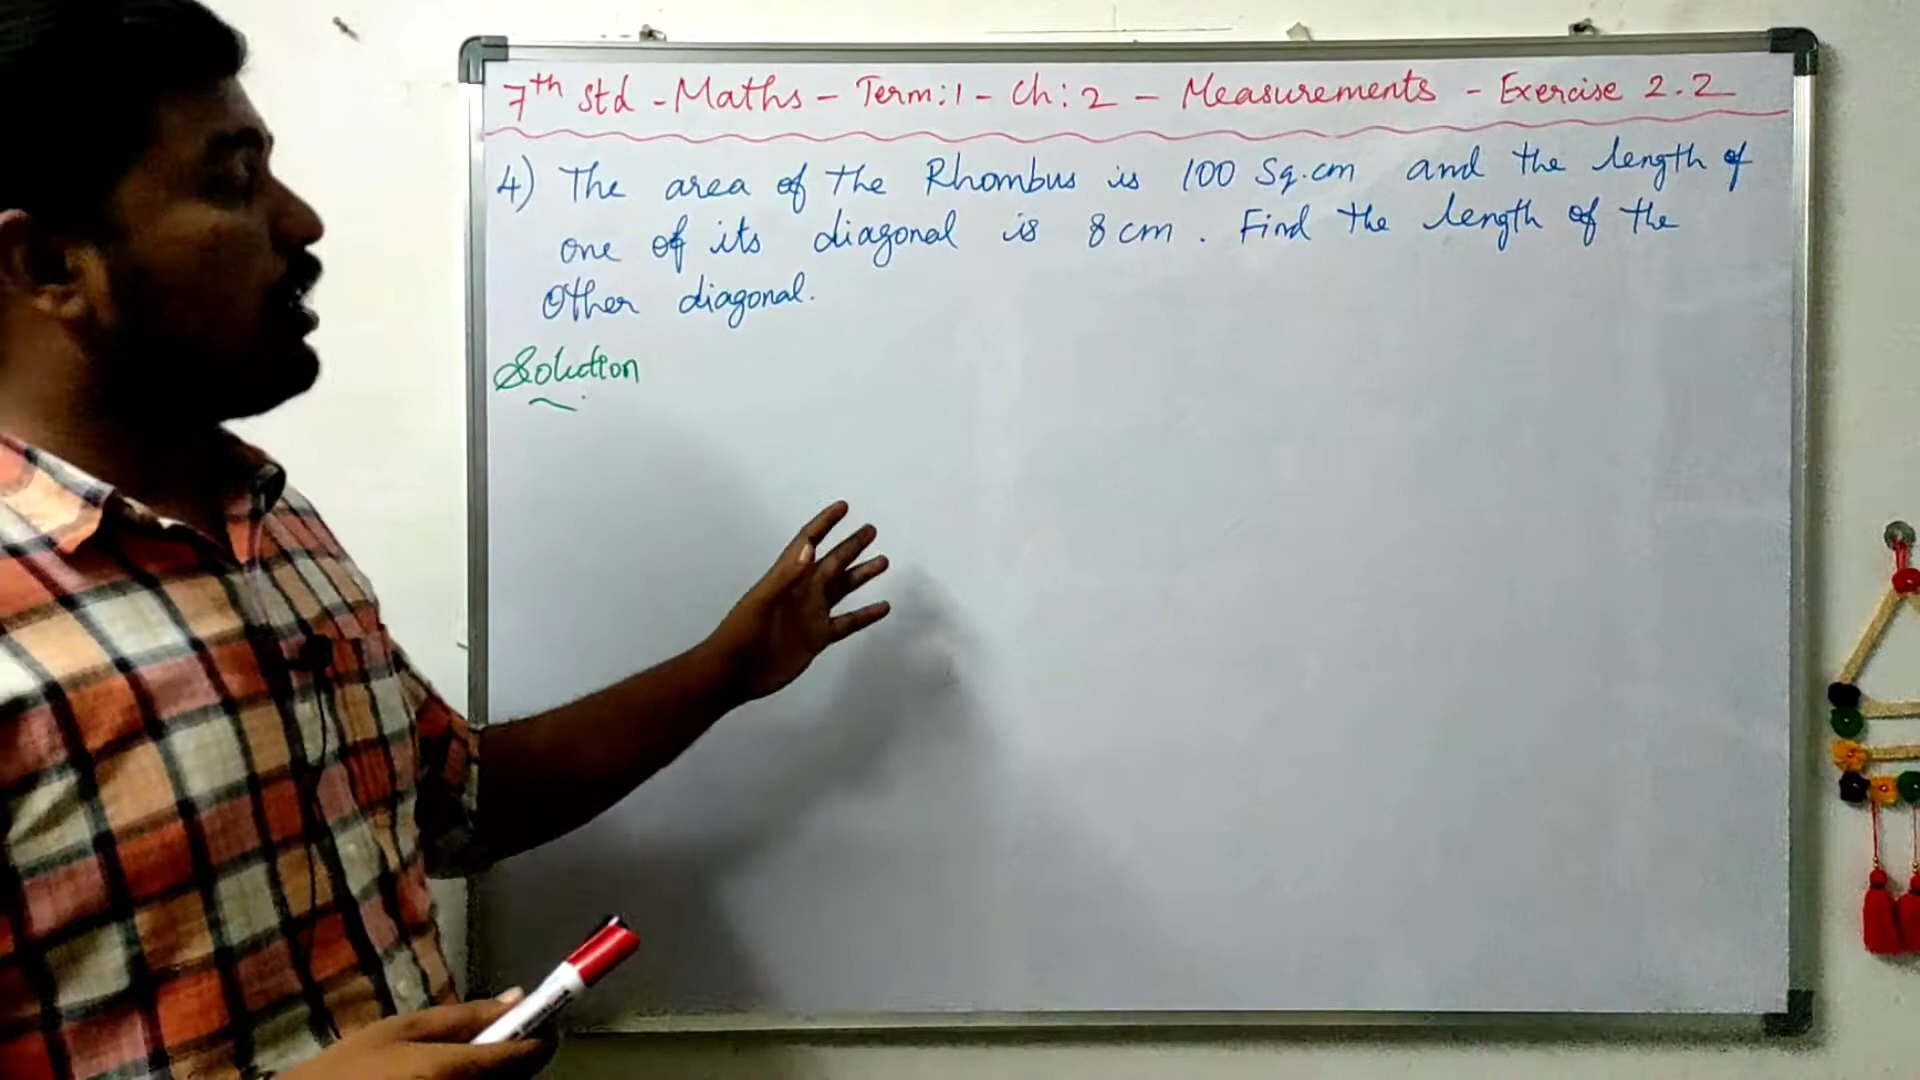 7th Std - Maths - Term:1 - Ch: 2 - Measurements - Exercise 2.2
4) The area of the Rhombus is 100 Sq.cm and the length of
one of its diagonal is 8 cm. Find the length of the
Other diagonal.
Solution